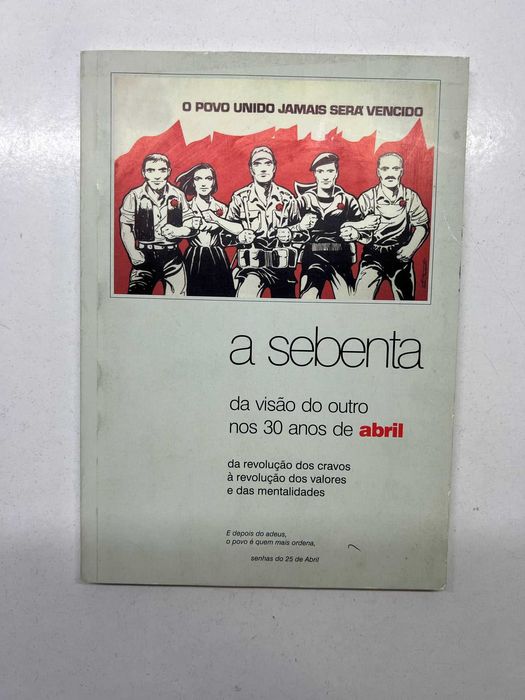 O POVO UNIDO JAMAIS SERÁ VENCIDO
a sebenta
da visão do outro
nos 30 anos de abril
da revolução dos cravos
à revolução dos valores
e das mentalidades
E depois do adeus,
o povo é quem mais ordena,
senhas do 25 de Abril